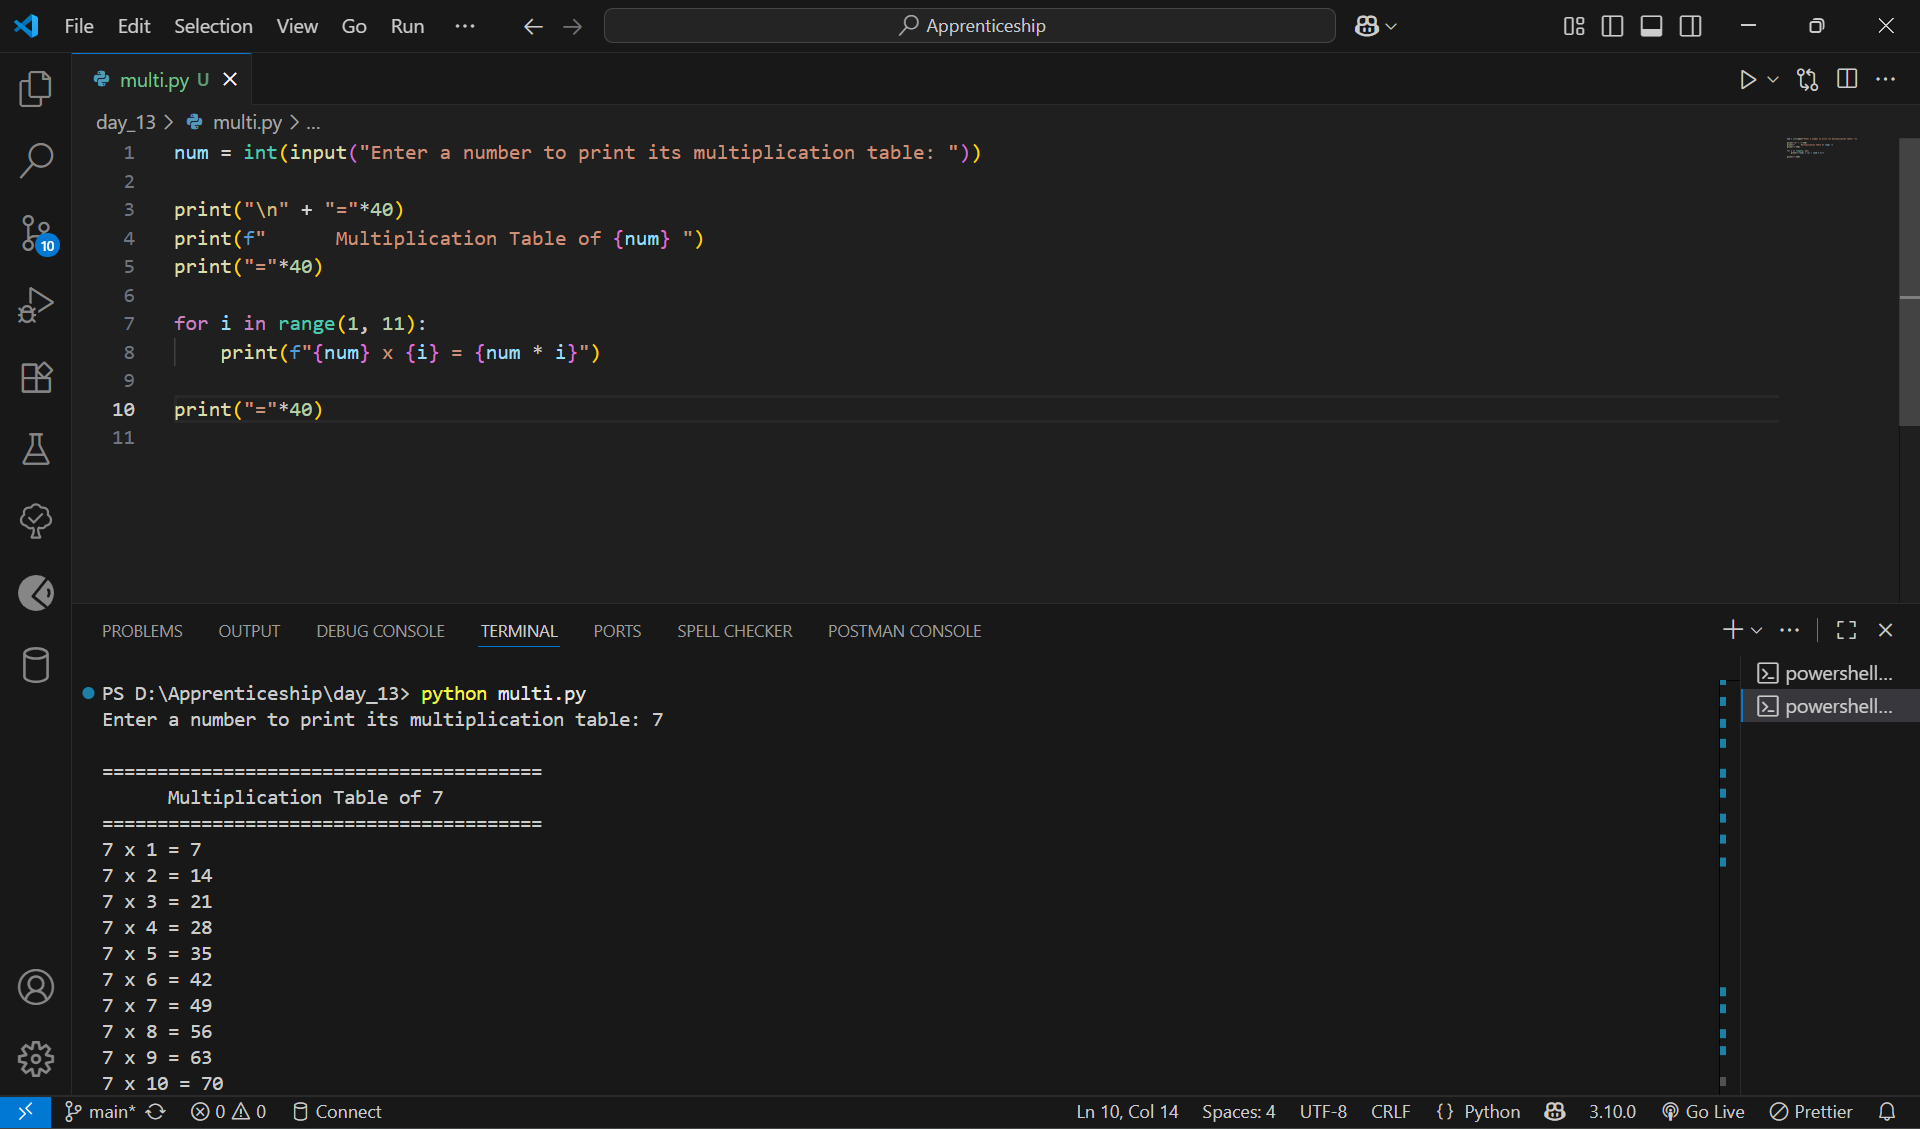 File Edit Selection View Go Run ··· Apprenticeship
multi.py U
day_13 > multi.py > ...
1 num = int(input("Enter a number to print its multiplication table: "))
2
3 print("\n" + "="*40)
4 print(f"      Multiplication Table of {num} ")
5 print("="*40)
6
7 for i in range(1, 11):
8     print(f"{num} x {i} = {num * i}")
9
10 print("="*40)
11
10
PROBLEMS OUTPUT DEBUG CONSOLE TERMINAL PORTS SPELL CHECKER POSTMAN CONSOLE
powershell...
powershell...
PS D:\Apprenticeship\day_13> python multi.py
Enter a number to print its multiplication table: 7
========================================
      Multiplication Table of 7
========================================
7 x 1 = 7
7 x 2 = 14
7 x 3 = 21
7 x 4 = 28
7 x 5 = 35
7 x 6 = 42
7 x 7 = 49
7 x 8 = 56
7 x 9 = 63
7 x 10 = 70
main* 0 0 Connect Ln 10, Col 14 Spaces: 4 UTF-8 CRLF {} Python 3.10.0 Go Live Prettier